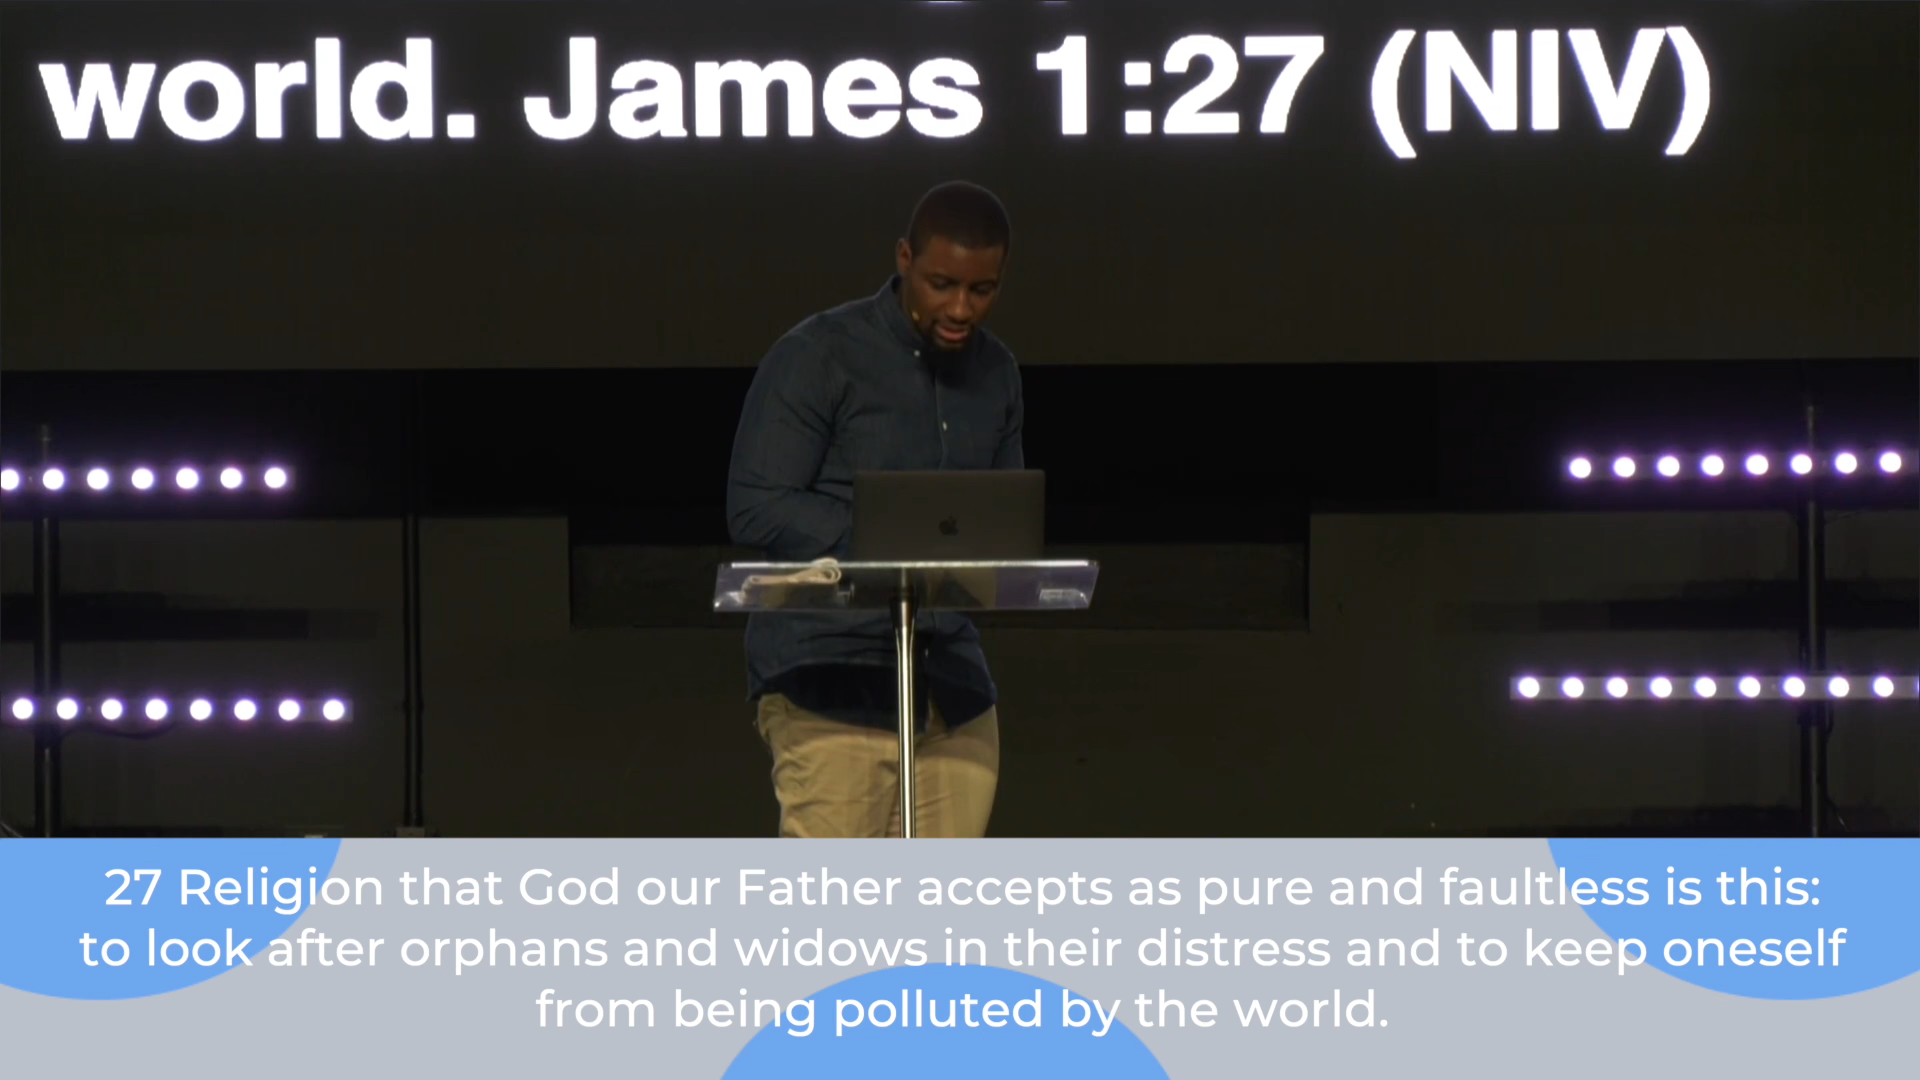 world. James 1:27 (NIV)
27 Religion that God our Father accepts as pure and faultless is this:
to look after orphans and widows in their distress and to keep oneself
from being polluted by the world.